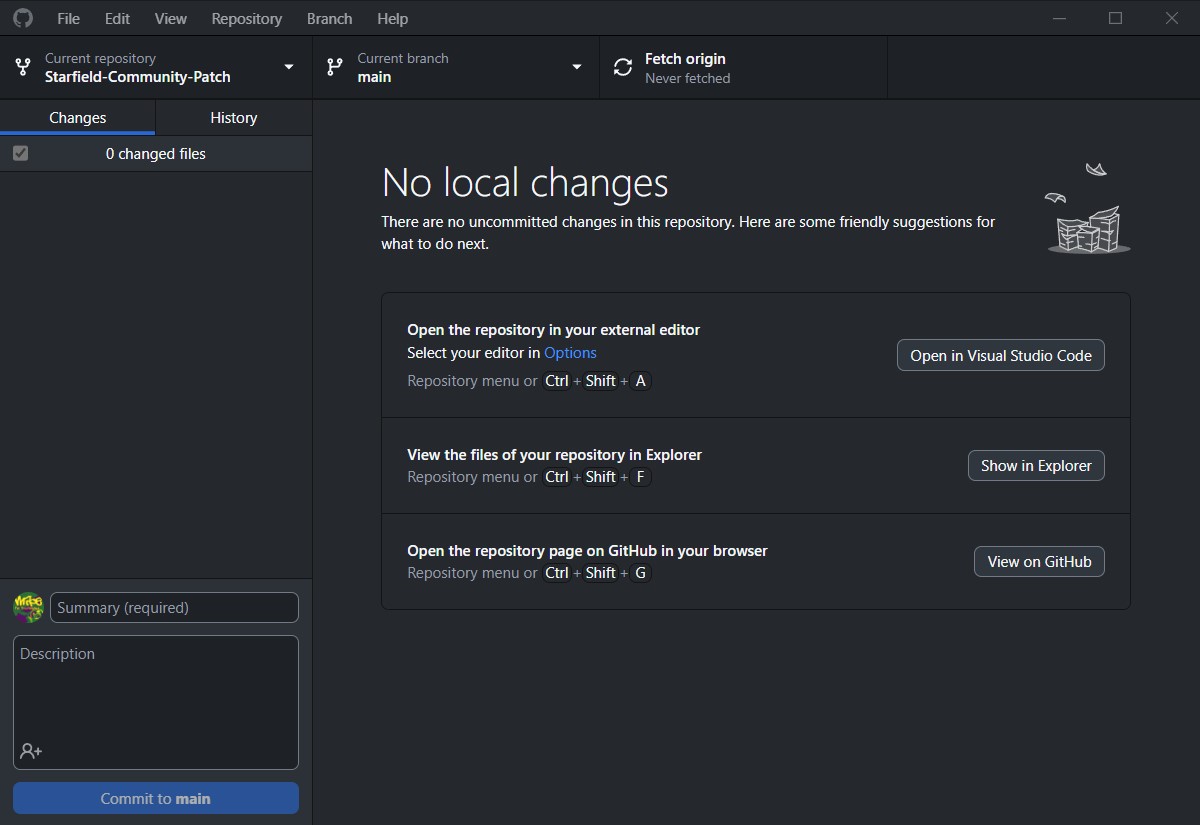 File Edit View Repository Branch Help
Current repository
Starfield-Community-Patch
Current branch
main
Fetch origin
Never fetched
Changes History
0 changed files
No local changes
There are no uncommitted changes in this repository. Here are some friendly suggestions for
what to do next.
Open the repository in your external editor
Select your editor in Options
Repository menu or Ctrl + Shift + A
Open in Visual Studio Code
View the files of your repository in Explorer
Repository menu or Ctrl + Shift + F
Show in Explorer
Open the repository page on GitHub in your browser
Repository menu or Ctrl + Shift + G
View on GitHub
Summary (required)
Description
Commit to main